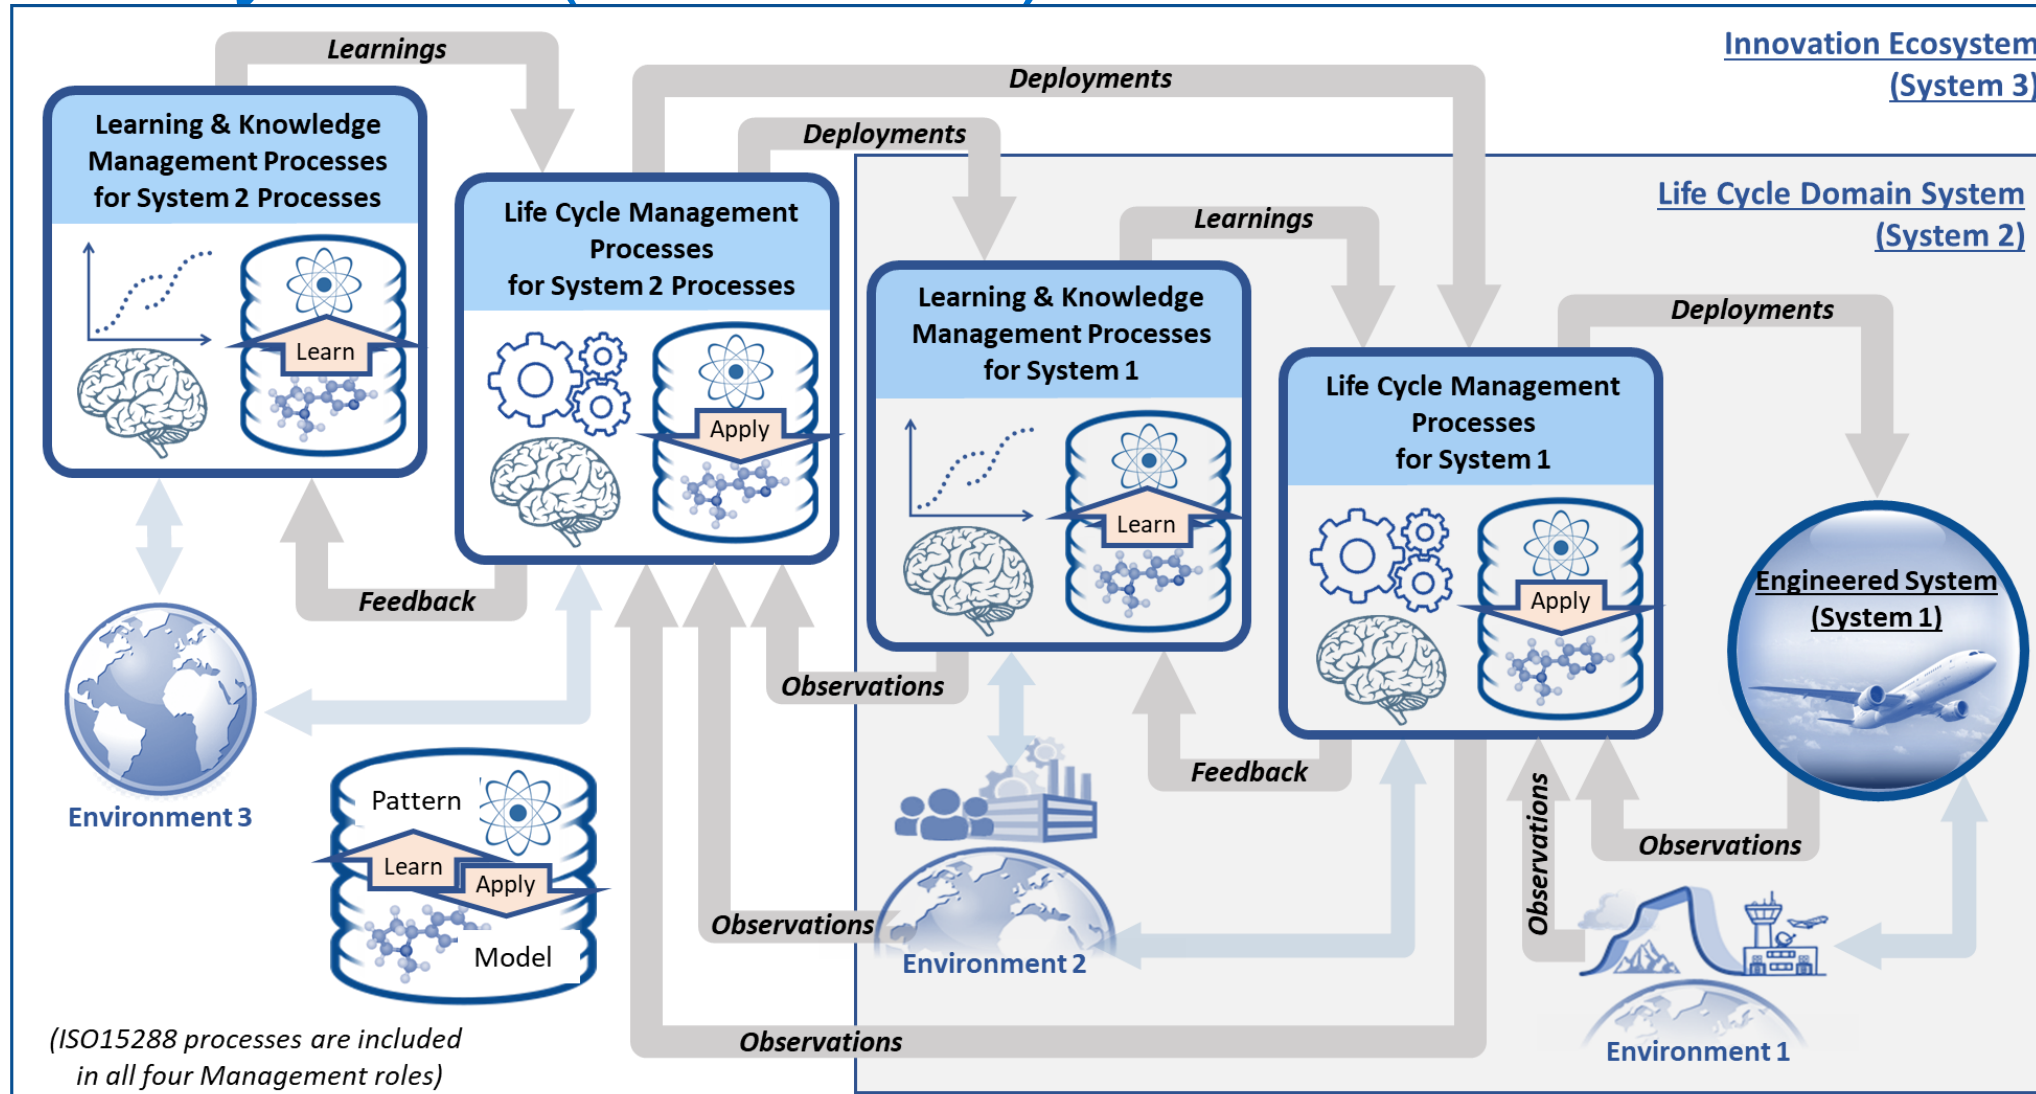 Learnings
Deployments
Innovation Ecosystem
(System 3)
Learning & Knowledge
Management Processes
for System 2 Processes
Deployments
Life Cycle Management
Processes
for System 2 Processes
Life Cycle Domain System
(System 2)
Learnings
Learning & Knowledge
Management Processes
for System 1
Deployments
Life Cycle Management
Processes
for System 1
Learn
Apply
Learn
Apply
Engineered System
(System 1)
Feedback
Observations
Feedback
Observations
Observations
Environment 3
Pattern
Learn
Apply
Model
Observations
Environment 2
Observations
Environment 1
(ISO15288 processes are included
in all four Management roles)